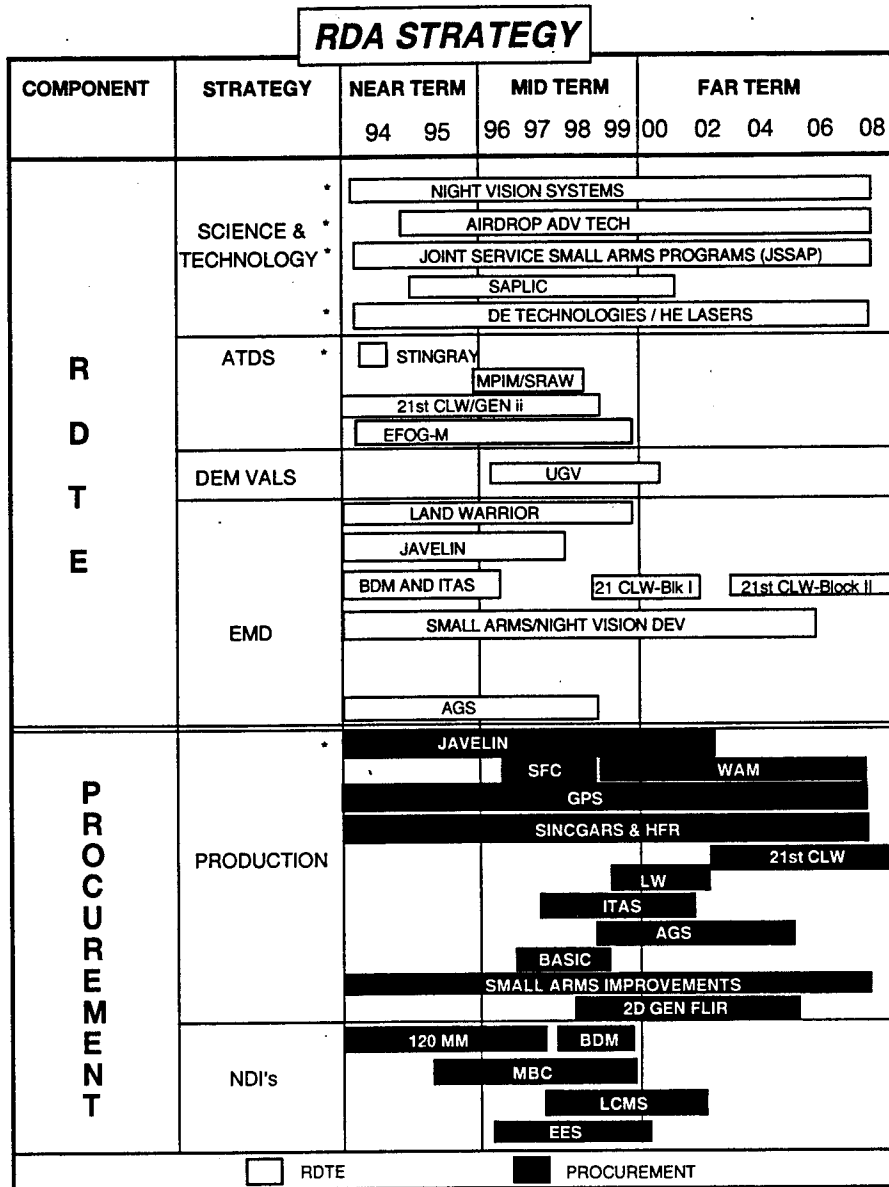 RDA STRATEGY
COMPONENT STRATEGY NEAR TERM MID TERM FAR TERM
94 95 96 97 98 99 00 02 04 06 08
RDTE
SCIENCE &
TECHNOLOGY
* NIGHT VISION SYSTEMS
* AIRDROP ADV TECH
* JOINT SERVICE SMALL ARMS PROGRAMS (JSSAP)
SAPLIC
* DE TECHNOLOGIES / HE LASERS
ATDS * STINGRAY
MPIM/SRAW
21st CLW/GEN ii
EFOG-M
DEM VALS UGV
EMD
LAND WARRIOR
JAVELIN
BDM AND ITAS 21 CLW-Blk I 21st CLW-Block II
SMALL ARMS/NIGHT VISION DEV
AGS
PROCUREMENT
PRODUCTION
* JAVELIN
SFC WAM
GPS
SINCGARS & HFR
21st CLW
LW
ITAS
AGS
BASIC
SMALL ARMS IMPROVEMENTS
2D GEN FLIR
NDI's
120 MM BDM
MBC
LCMS
EES
RDTE PROCUREMENT